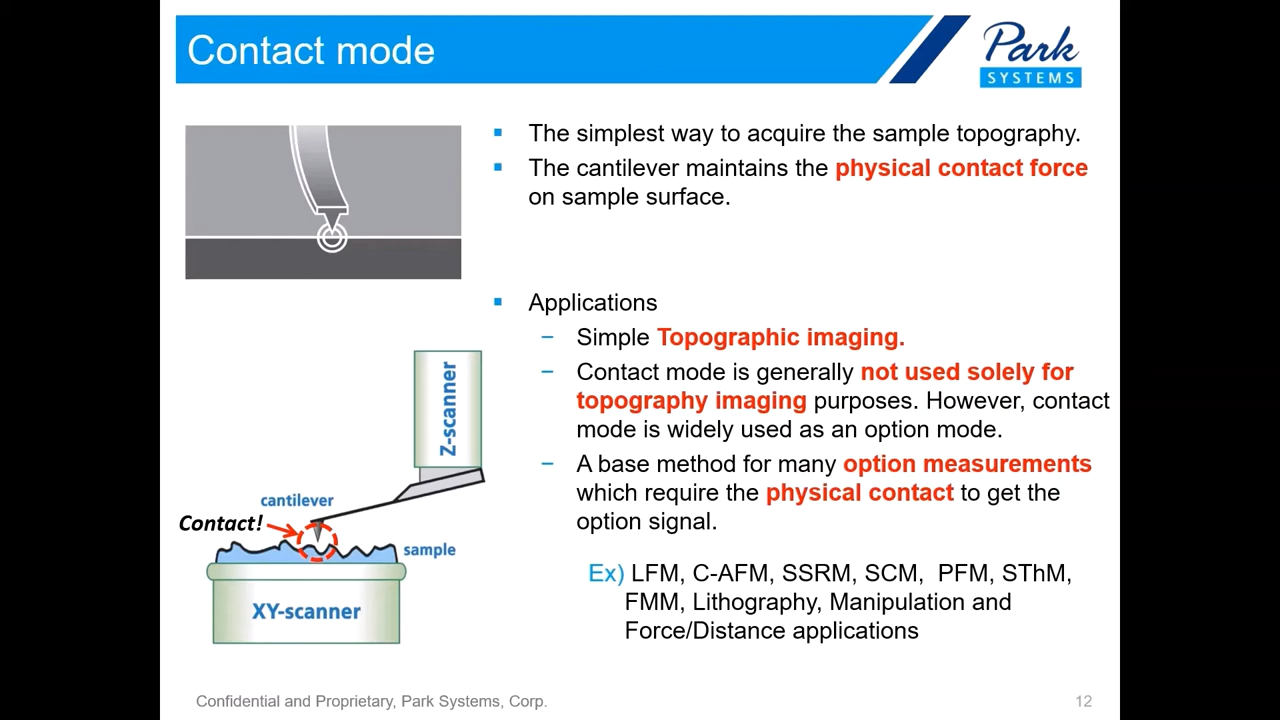 Contact mode
Park
SYSTEMS
The simplest way to acquire the sample topography.
The cantilever maintains the physical contact force
on sample surface.
Applications
Simple Topographic imaging.
Contact mode is generally not used solely for
topography imaging purposes. However, contact
mode is widely used as an option mode.
A base method for many option measurements
which require the physical contact to get the
option signal.
Ex) LFM, C-AFM, SSRM, SCM, PFM, SThM,
FMM, Lithography, Manipulation and
Force/Distance applications
Z-scanner
cantilever
Contact!
sample
XY-scanner
Confidential and Proprietary, Park Systems, Corp.
12